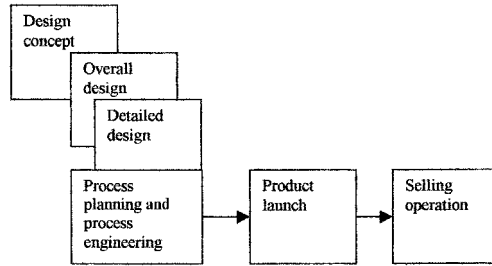 Design
concept
Overall
design
Detailed
design
Process
planning and
process
engineering
Product
launch
Selling
operation